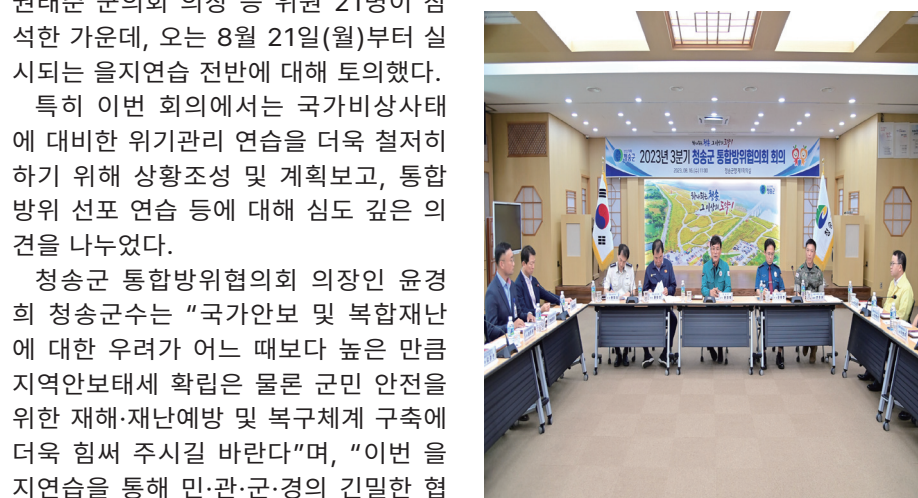 권태준 군의회 의장 등 위원 21명이 참
석한 가운데, 오는 8월 21일(월)부터 실
시되는 을지연습 전반에 대해 토의했다.
특히 이번 회의에서는 국가비상사태
에 대비한 위기관리 연습을 더욱 철저히
하기 위해 상황조성 및 계획보고, 통합
방위 선포 연습 등에 대해 심도 깊은 의
견을 나누었다.
청송군 통합방위협의회 의장인 윤경
희 청송군수는 “국가안보 및 복합재난
에 대한 우려가 어느 때보다 높은 만큼
지역안보태세 확립은 물론 군민 안전을
위한 재해·재난예방 및 복구체계 구축에
더욱 힘써 주시길 바란다”며, “이번 을
지연습을 통해 민·관·군·경의 긴밀한 협
청송군 2023년 3분기 청송군 통합방위협의회 회의